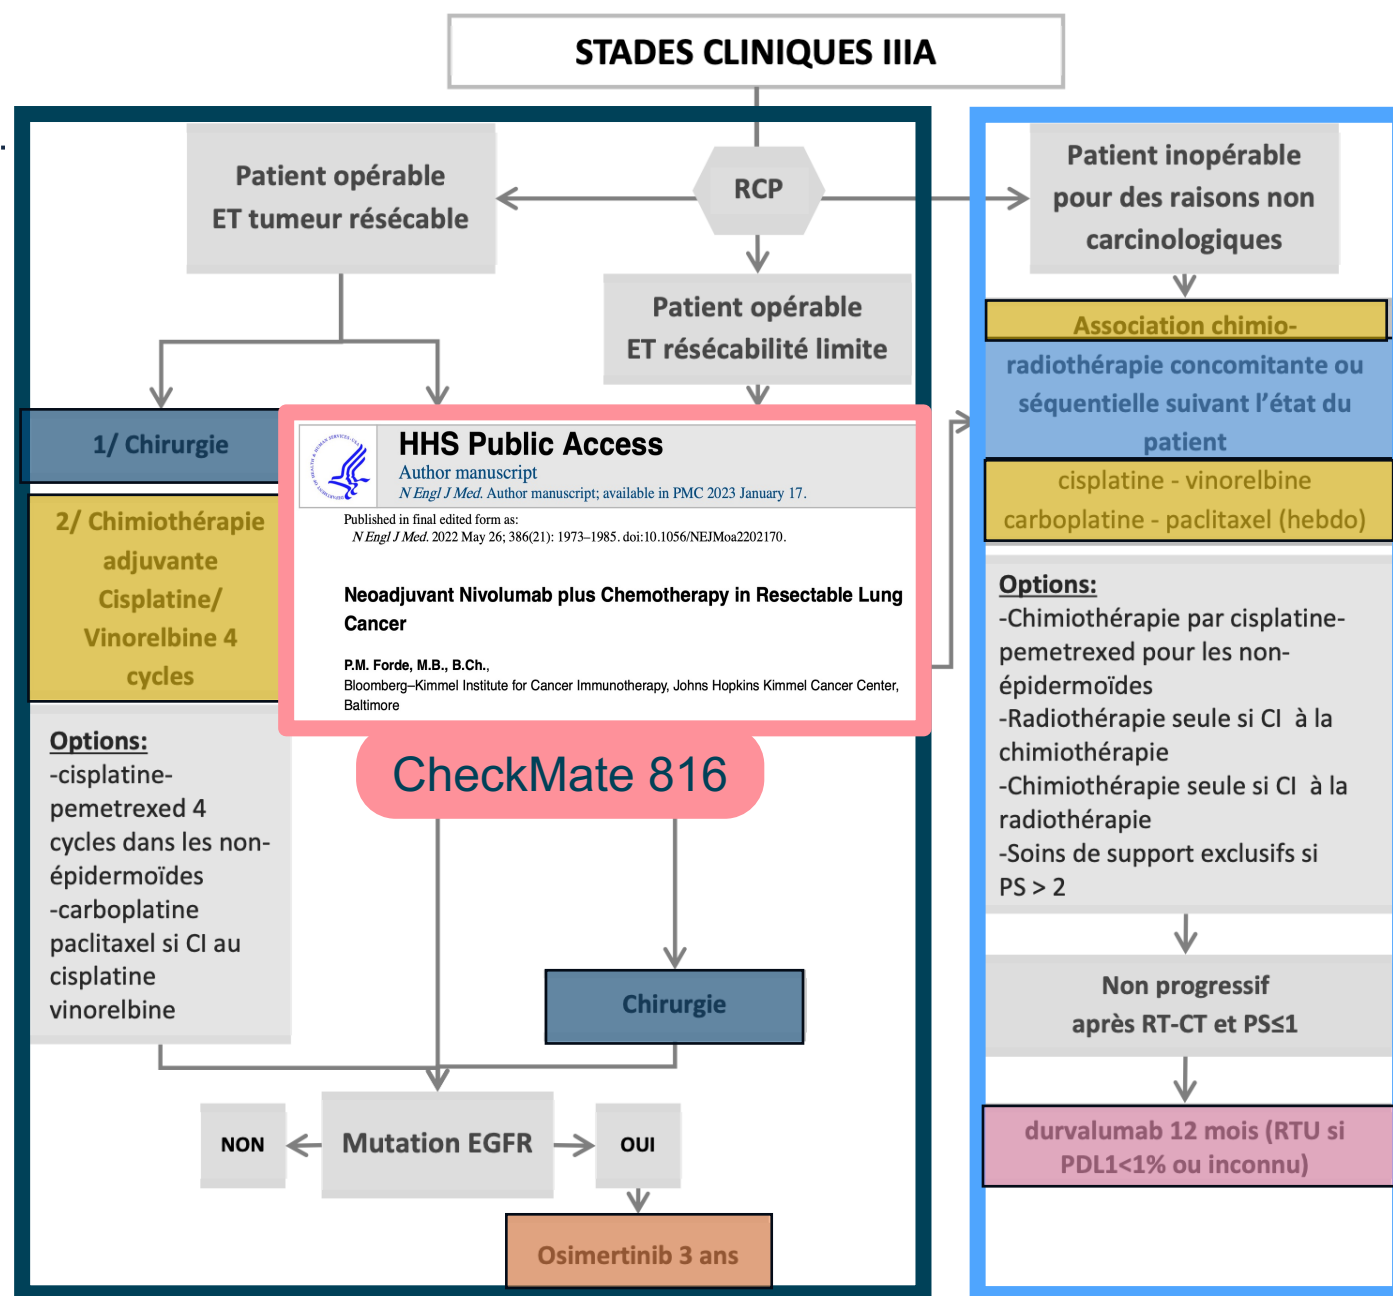 STADES CLINIQUES IIIA
RCP
Patient opérable
ET tumeur résécable
Patient opérable
ET résécabilité limite
1/ Chirurgie
2/ Chimiothérapie
adjuvante
Cisplatine/
Vinorelbine 4
cycles
Options:
-cisplatine-
pemetrexed 4
cycles dans les non-
épidermoïdes
-carboplatine
paclitaxel si CI au
cisplatine
vinorelbine
HHS Public Access
Author manuscript
N Engl J Med. Author manuscript; available in PMC 2023 January 17.
Published in final edited form as:
N Engl J Med. 2022 May 26; 386(21): 1973–1985. doi:10.1056/NEJMoa2202170.
Neoadjuvant Nivolumab plus Chemotherapy in Resectable Lung
Cancer
P.M. Forde, M.B., B.Ch.,
Bloomberg–Kimmel Institute for Cancer Immunotherapy, Johns Hopkins Kimmel Cancer Center,
Baltimore
CheckMate 816
Chirurgie
Mutation EGFR
NON
OUI
Osimertinib 3 ans
Patient inopérable
pour des raisons non
carcinologiques
Association chimio-
radiothérapie concomitante ou
séquentielle suivant l'état du
patient
cisplatine - vinorelbine
carboplatine - paclitaxel (hebdo)
Options:
-Chimiothérapie par cisplatine-
pemetrexed pour les non-
épidermoïdes
-Radiothérapie seule si CI à la
chimiothérapie
-Chimiothérapie seule si CI à la
radiothérapie
-Soins de support exclusifs si
PS > 2
Non progressif
après RT-CT et PS≤1
durvalumab 12 mois (RTU si
PDL1<1% ou inconnu)